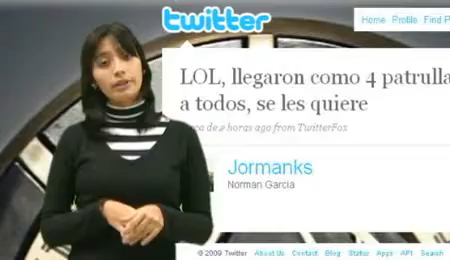 twitter
Home Profile Find P
LOL, llegaron como 4 patrulla
a todos, se les quiere
horas ago from TwitterFox
Jormanks
Norman Garcia
© 2009 Twitter About Us Contact Blog Status Apps API Search